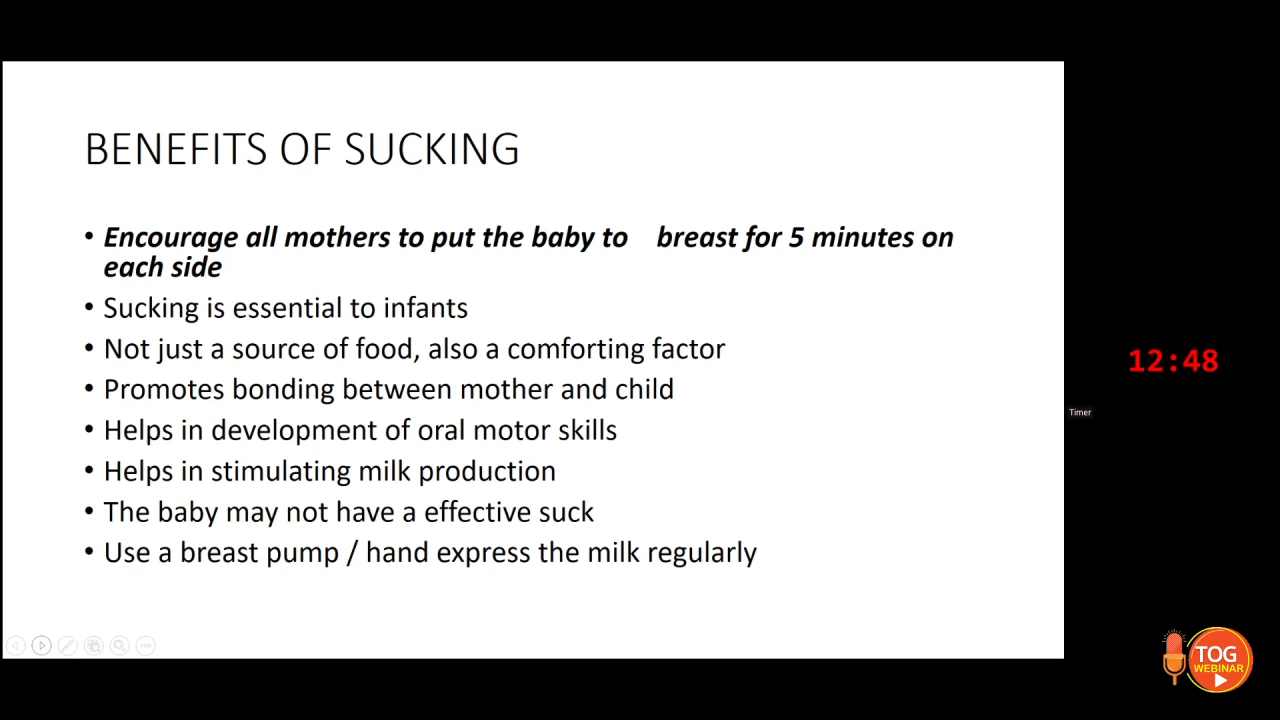 BENEFITS OF SUCKING
• Encourage all mothers to put the baby to breast for 5 minutes on
each side
• Sucking is essential to infants
• Not just a source of food, also a comforting factor
• Promotes bonding between mother and child
• Helps in development of oral motor skills
• Helps in stimulating milk production
• The baby may not have a effective suck
• Use a breast pump / hand express the milk regularly
12:48
Timer
TOG
WEBINAR